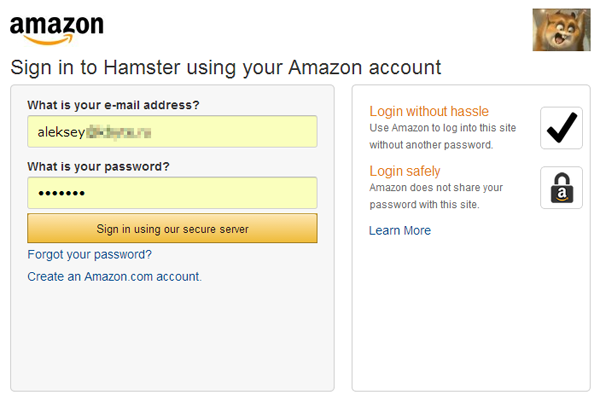 amazon
Sign in to Hamster using your Amazon account
What is your e-mail address?
aleksey
What is your password?
•••••••
Sign in using our secure server
Forgot your password?
Create an Amazon.com account.
Login without hassle
Use Amazon to log into this site
without another password.
Login safely
a
Amazon does not share your
password with this site.
Learn More